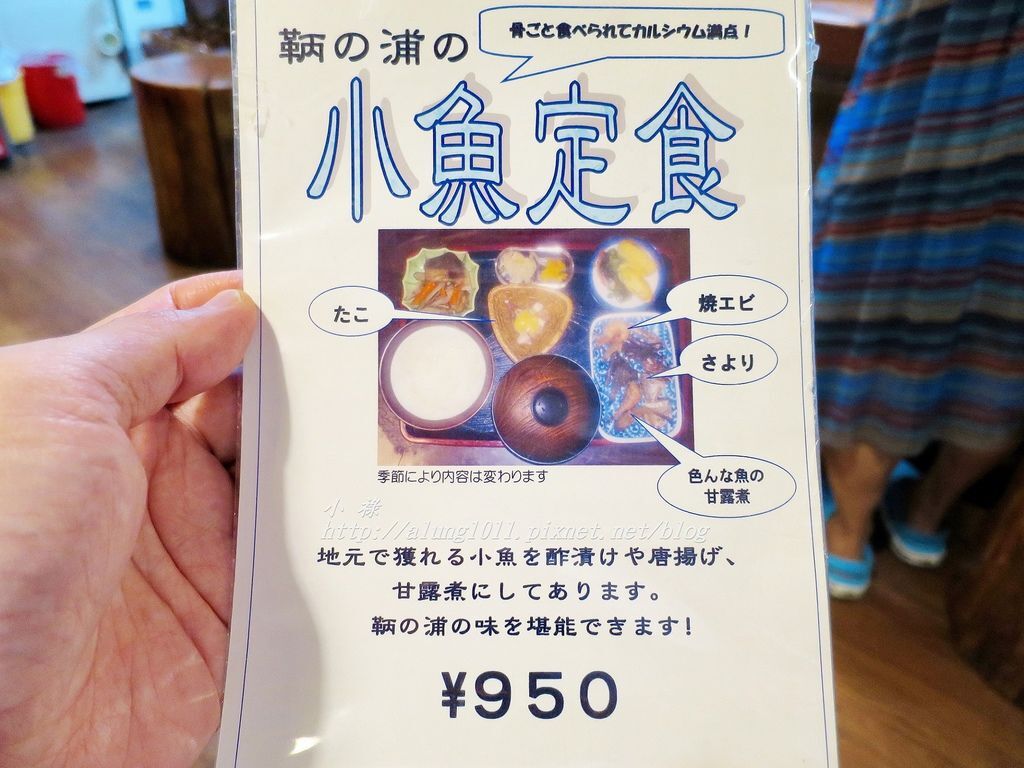 骨ごと食べられてカルシウム満点！
鞆の浦の
小魚定食
たこ
焼エビ
さより
色んな魚の
甘露煮
季節により内容は変わります
小 祿
http://alung1011.pixnet.net/blog
地元で獲れる小魚を酢漬けや唐揚げ、
甘露煮にしてあります。
鞆の浦の味を堪能できます!
¥950